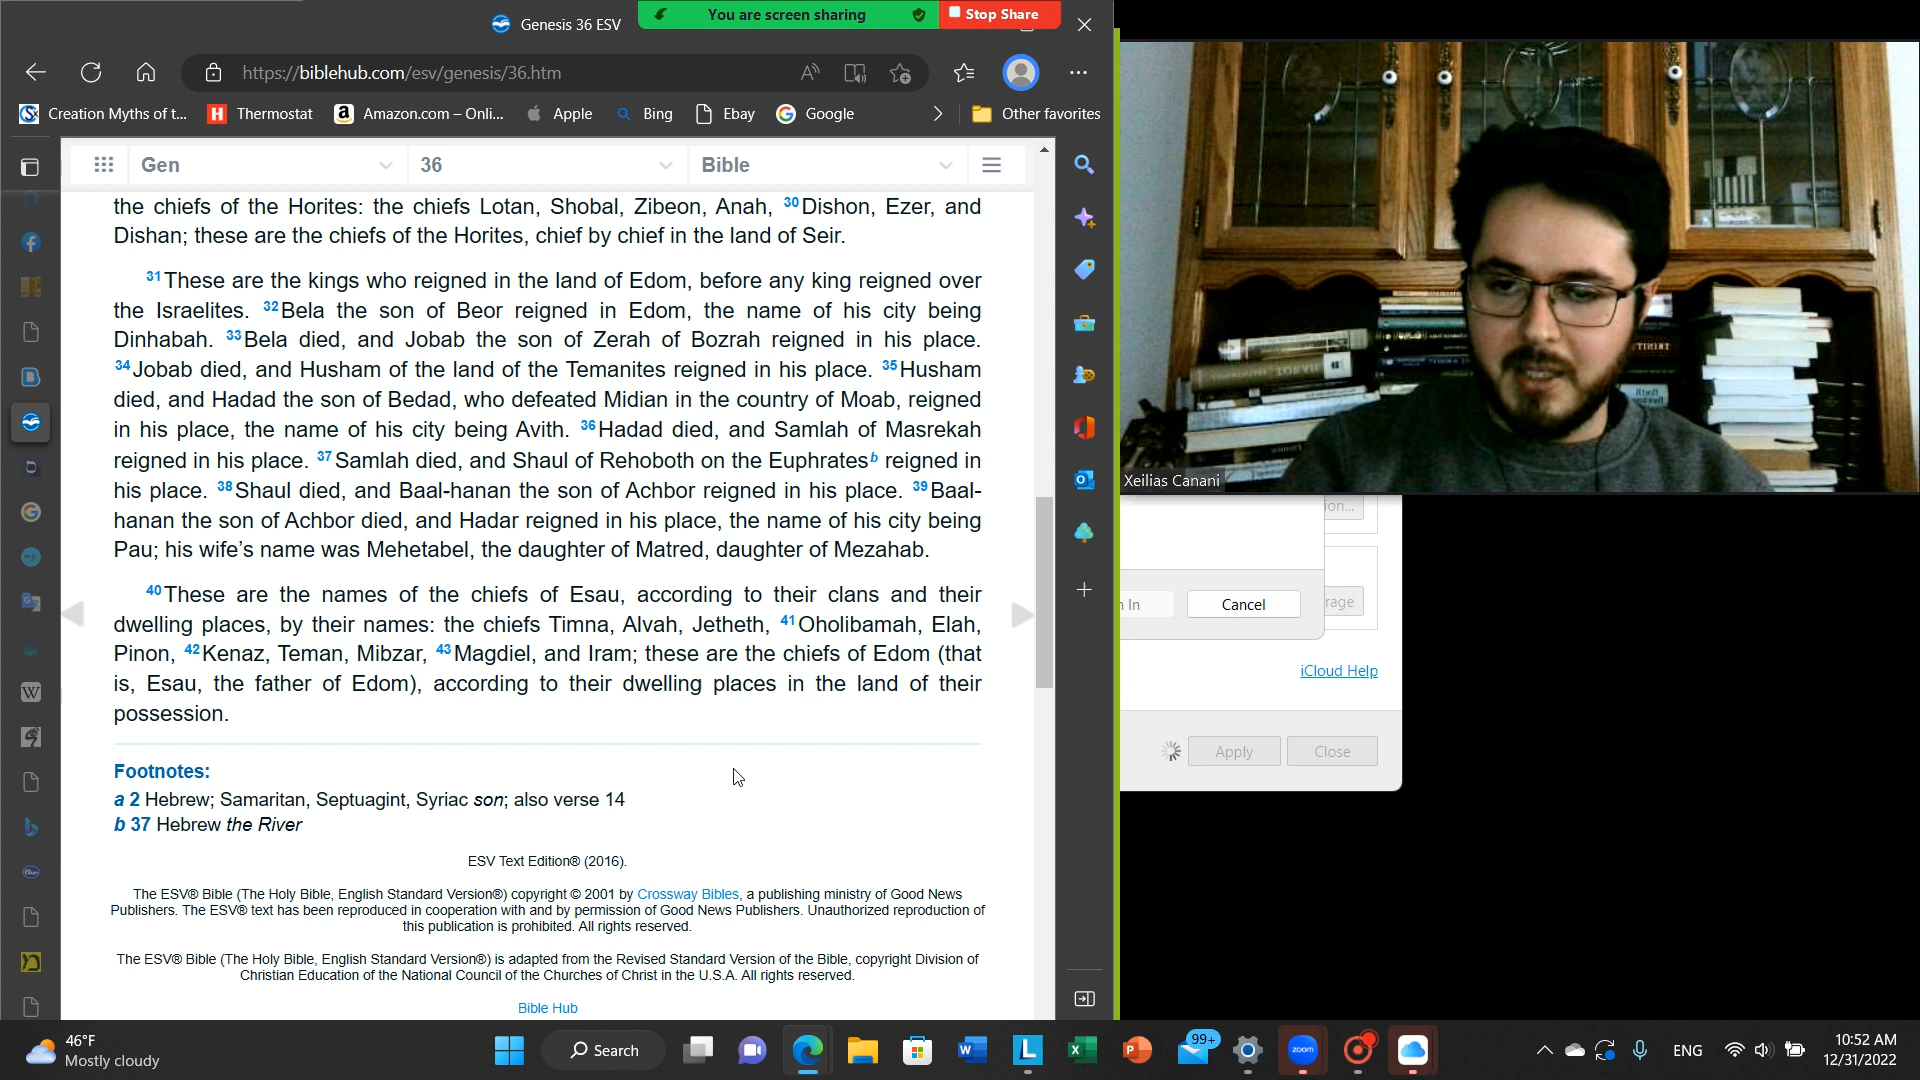 Genesis 36 ESV
You are screen sharing
Stop Share
https://biblehub.com/esv/genesis/36.htm
Creation Myths of t...
Thermostat
Amazon.com – Onli...
Apple
Bing
Ebay
Google
Other favorites
Gen
36
Bible
the chiefs of the Horites: the chiefs Lotan, Shobal, Zibeon, Anah, 30 Dishon, Ezer, and
Dishan; these are the chiefs of the Horites, chief by chief in the land of Seir.
31 These are the kings who reigned in the land of Edom, before any king reigned over
the Israelites. 32 Bela the son of Beor reigned in Edom, the name of his city being
Dinhabah. 33 Bela died, and Jobab the son of Zerah of Bozrah reigned in his place.
34 Jobab died, and Husham of the land of the Temanites reigned in his place. 35 Husham
died, and Hadad the son of Bedad, who defeated Midian in the country of Moab, reigned
in his place, the name of his city being Avith. 36 Hadad died, and Samlah of Masrekah
reigned in his place. 37 Samlah died, and Shaul of Rehoboth on the Euphrates b reigned in
his place. 38 Shaul died, and Baal-hanan the son of Achbor reigned in his place. 39 Baal-
hanan the son of Achbor died, and Hadar reigned in his place, the name of his city being
Pau; his wife's name was Mehetabel, the daughter of Matred, daughter of Mezahab.
40 These are the names of the chiefs of Esau, according to their clans and their
dwelling places, by their names: the chiefs Timna, Alvah, Jetheth, 41 Oholibamah, Elah,
Pinon, 42 Kenaz, Teman, Mibzar, 43 Magdiel, and Iram; these are the chiefs of Edom (that
is, Esau, the father of Edom), according to their dwelling places in the land of their
possession.
Footnotes:
a 2 Hebrew; Samaritan, Septuagint, Syriac son; also verse 14
b 37 Hebrew the River
ESV Text Edition® (2016).
The ESV® Bible (The Holy Bible, English Standard Version®) copyright © 2001 by Crossway Bibles, a publishing ministry of Good News
Publishers. The ESV® text has been reproduced in cooperation with and by permission of Good News Publishers. Unauthorized reproduction of
this publication is prohibited. All rights reserved.
The ESV® Bible (The Holy Bible, English Standard Version®) is adapted from the Revised Standard Version of the Bible, copyright Division of
Christian Education of the National Council of the Churches of Christ in the U.S.A. All rights reserved.
Bible Hub
Xeilias Canani
ion...
n In
Cancel
rage
iCloud Help
Apply
Close
46°F
Mostly cloudy
Search
99+
zoom
ENG
10:52 AM
12/31/2022